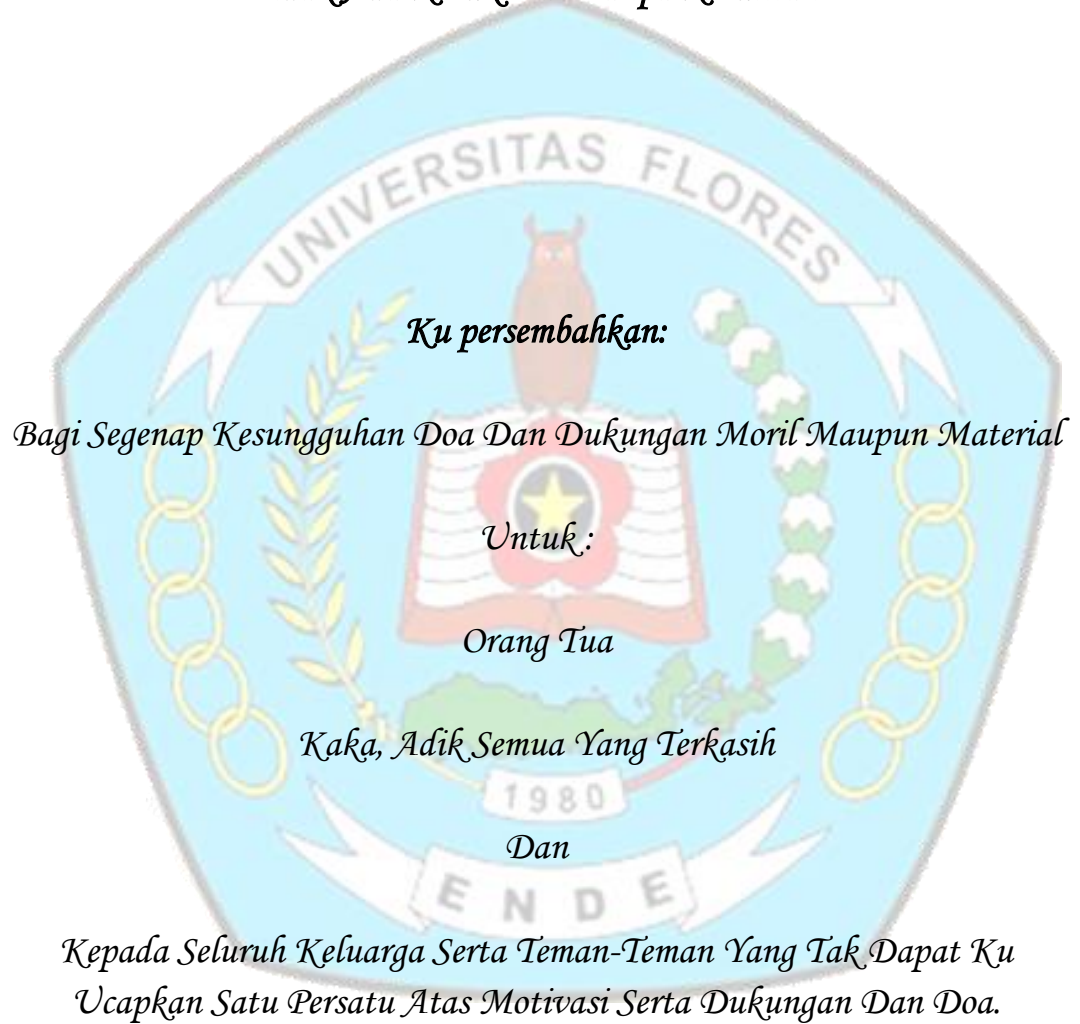 UNIVERSITAS FLORES
Ku persembahkan:
Bagi Segenap Kesungguhan Doa Dan Dukungan Moril Maupun Material
Untuk :
Orang Tua
Kaka, Adik Semua Yang Terkasih
1980
Dan
ENDE
Kepada Seluruh Keluarga Serta Teman-Teman Yang Tak Dapat Ku
Ucapkan Satu Persatu Atas Motivasi Serta Dukungan Dan Doa.